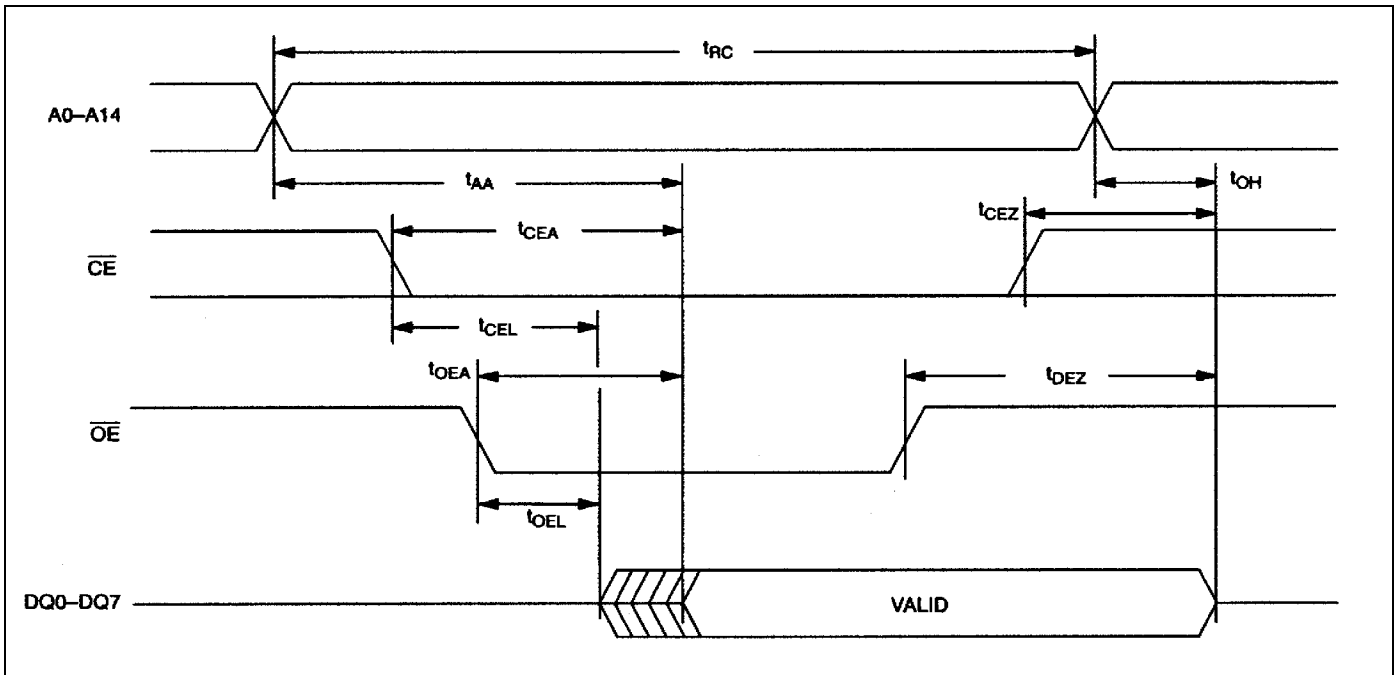 tRC
A0–A14
tAA
tOH
tCEZ
tCEA
CE
tCEL
tOEA
tDEZ
OE
tOEL
DQ0–DQ7
VALID